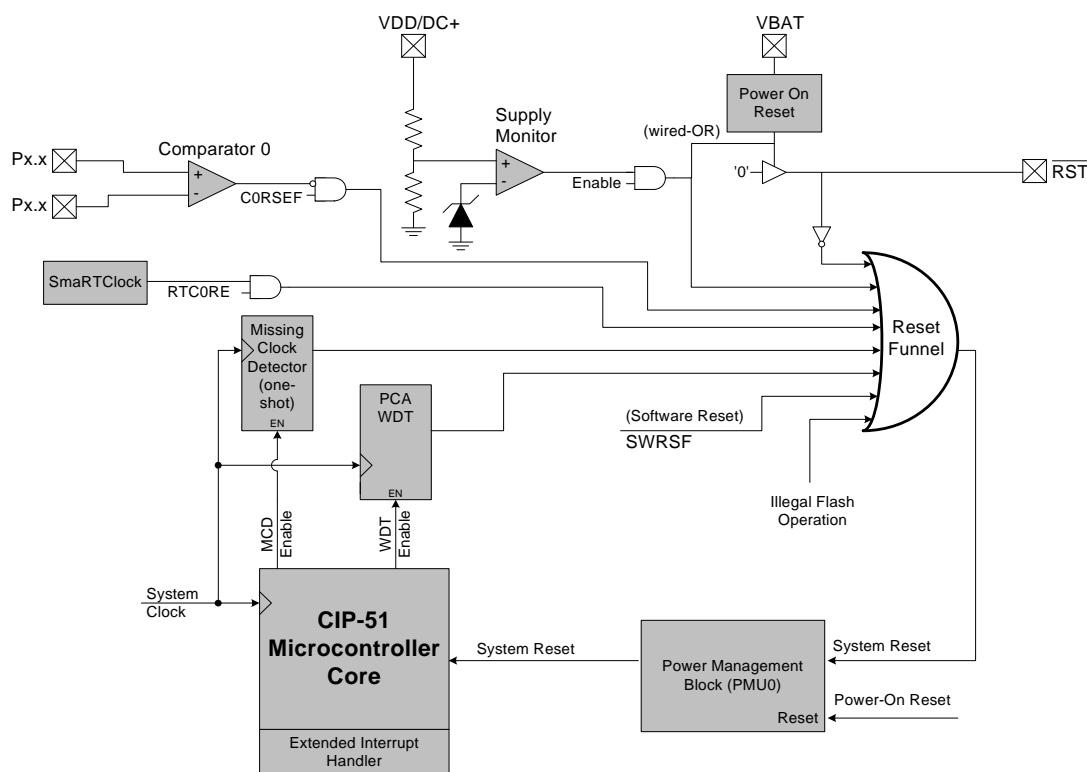 VDD/DC+
VBAT
Power On
Reset
Supply
Monitor
(wired-OR)
Px.x
Comparator 0
+
-
+
-
Enable
'0'
RST
Px.x
C0RSEF
SmaRTClock
RTC0RE
Missing
Clock
Detector
(one-
shot)
EN
Reset
Funnel
PCA
WDT
EN
(Software Reset)
SWRSF
Illegal Flash
Operation
MCD
Enable
WDT
Enable
System
Clock
CIP-51
Microcontroller
Core
Extended Interrupt
Handler
System Reset
Power Management
Block (PMU0)
Reset
System Reset
Power-On Reset